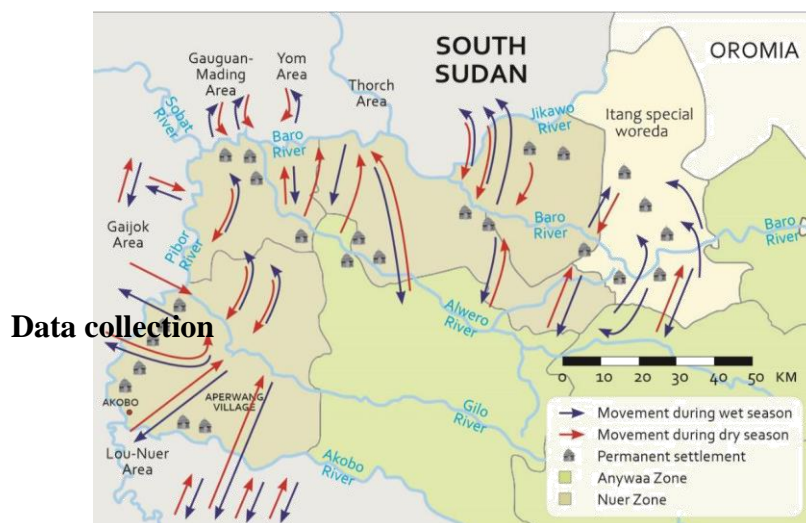 SOUTH
SUDAN
OROMIA
Gauguan-
Mading
Area
Yom
Area
Thorch
Area
Sobat
River
Baro
River
Jikawo
River
Itang special
woreda
Gaijok
Area
Pibor
River
Baro
River
Baro
River
Data collection
Alwero
River
AKOBO
APERWANG
VILLAGE
Lou-Nuer
Area
Gilo
River
Akobo
River
0 10 20 30 40 50 KM
Movement during wet season
Movement during dry season
Permanent settlement
Anywaa Zone
Nuer Zone